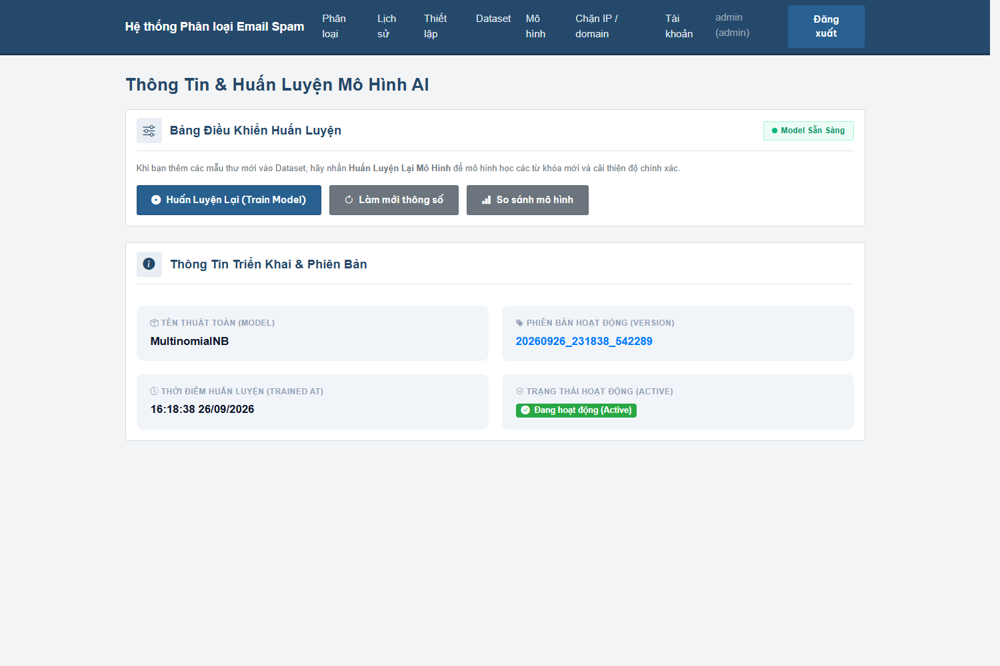 Hệ thống Phân loại Email Spam
Phân loại
Lịch sử
Thiết lập
Dataset
Mô hình
Chặn IP / domain
Tài khoản
admin (admin)
Đăng xuất
Thông Tin & Huấn Luyện Mô Hình AI
Bảng Điều Khiển Huấn Luyện
Model Sẵn Sàng
Khi bạn thêm các mẫu thư mới vào Dataset, hãy nhấn Huấn Luyện Lại Mô Hình để mô hình học các từ khóa mới và cải thiện độ chính xác.
Huấn Luyện Lại (Train Model)
Làm mới thông số
So sánh mô hình
Thông Tin Triển Khai & Phiên Bản
TÊN THUẬT TOÁN (MODEL)
MultinomialNB
PHIÊN BẢN HOẠT ĐỘNG (VERSION)
20260926_231838_542289
THỜI ĐIỂM HUẤN LUYỆN (TRAINED AT)
16:18:38 26/09/2026
TRẠNG THÁI HOẠT ĐỘNG (ACTIVE)
Đang hoạt động (Active)